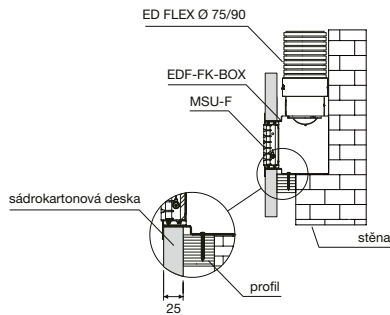 ED FLEX Ø 75/90
EDF-FK-BOX
MSU-F
sádrokartonová deska
stěna
profil
25